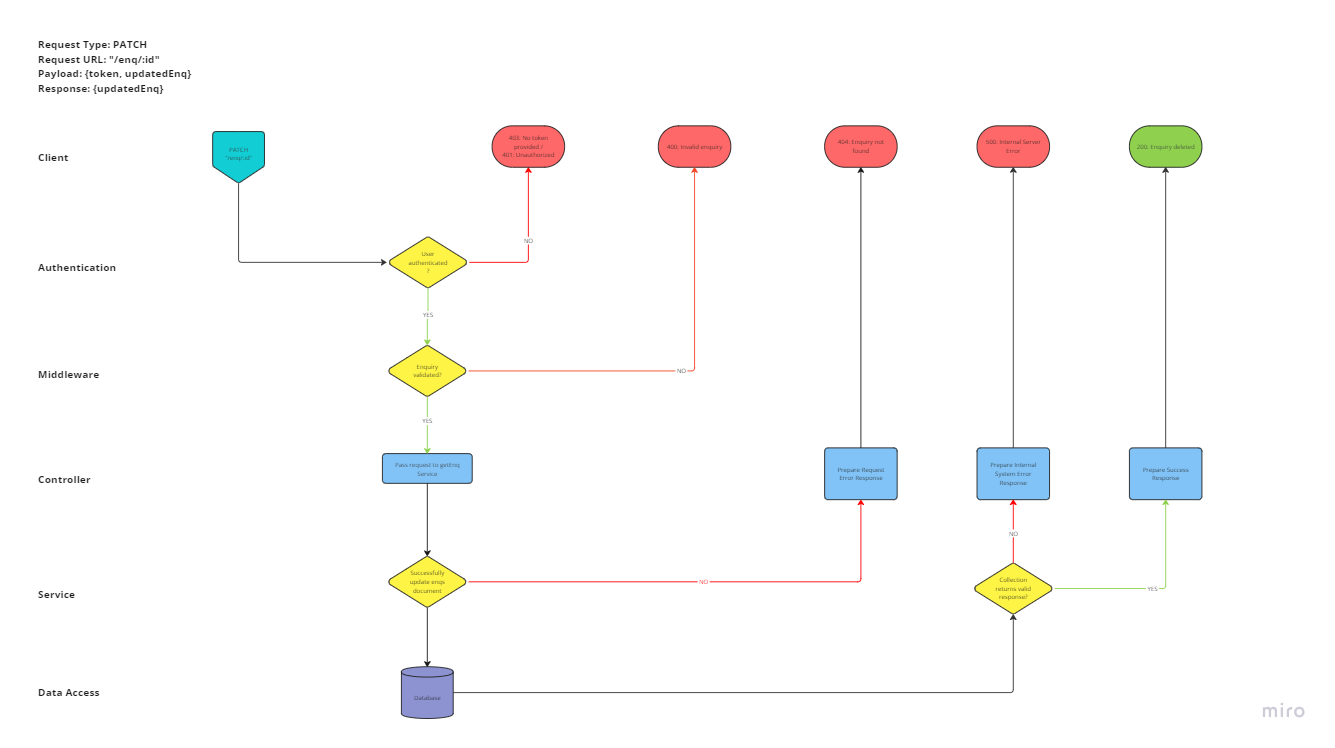 Request Type: PATCH
Request URL: "/enq/:id"
Payload: {token, updatedEnq}
Response: {updatedEnq}
Client
PATCH
"/enq/:id"
403: No token
provided /
401: Unauthorized
400: Invalid enquiry
404: Enquiry not
found
500: Internal Server
Error
200: Enquiry deleted
NO
Authentication
User
authenticated
?
YES
Middleware
Enquiry
validated?
NO
YES
Controller
Pass request to getEnq
Service
Prepare Request
Error Response
Prepare Internal
System Error
Response
Prepare Success
Response
NO
Service
Successfully
update enqs
document
NO
Collection
returns valid
response?
YES
Data Access
Database
miro